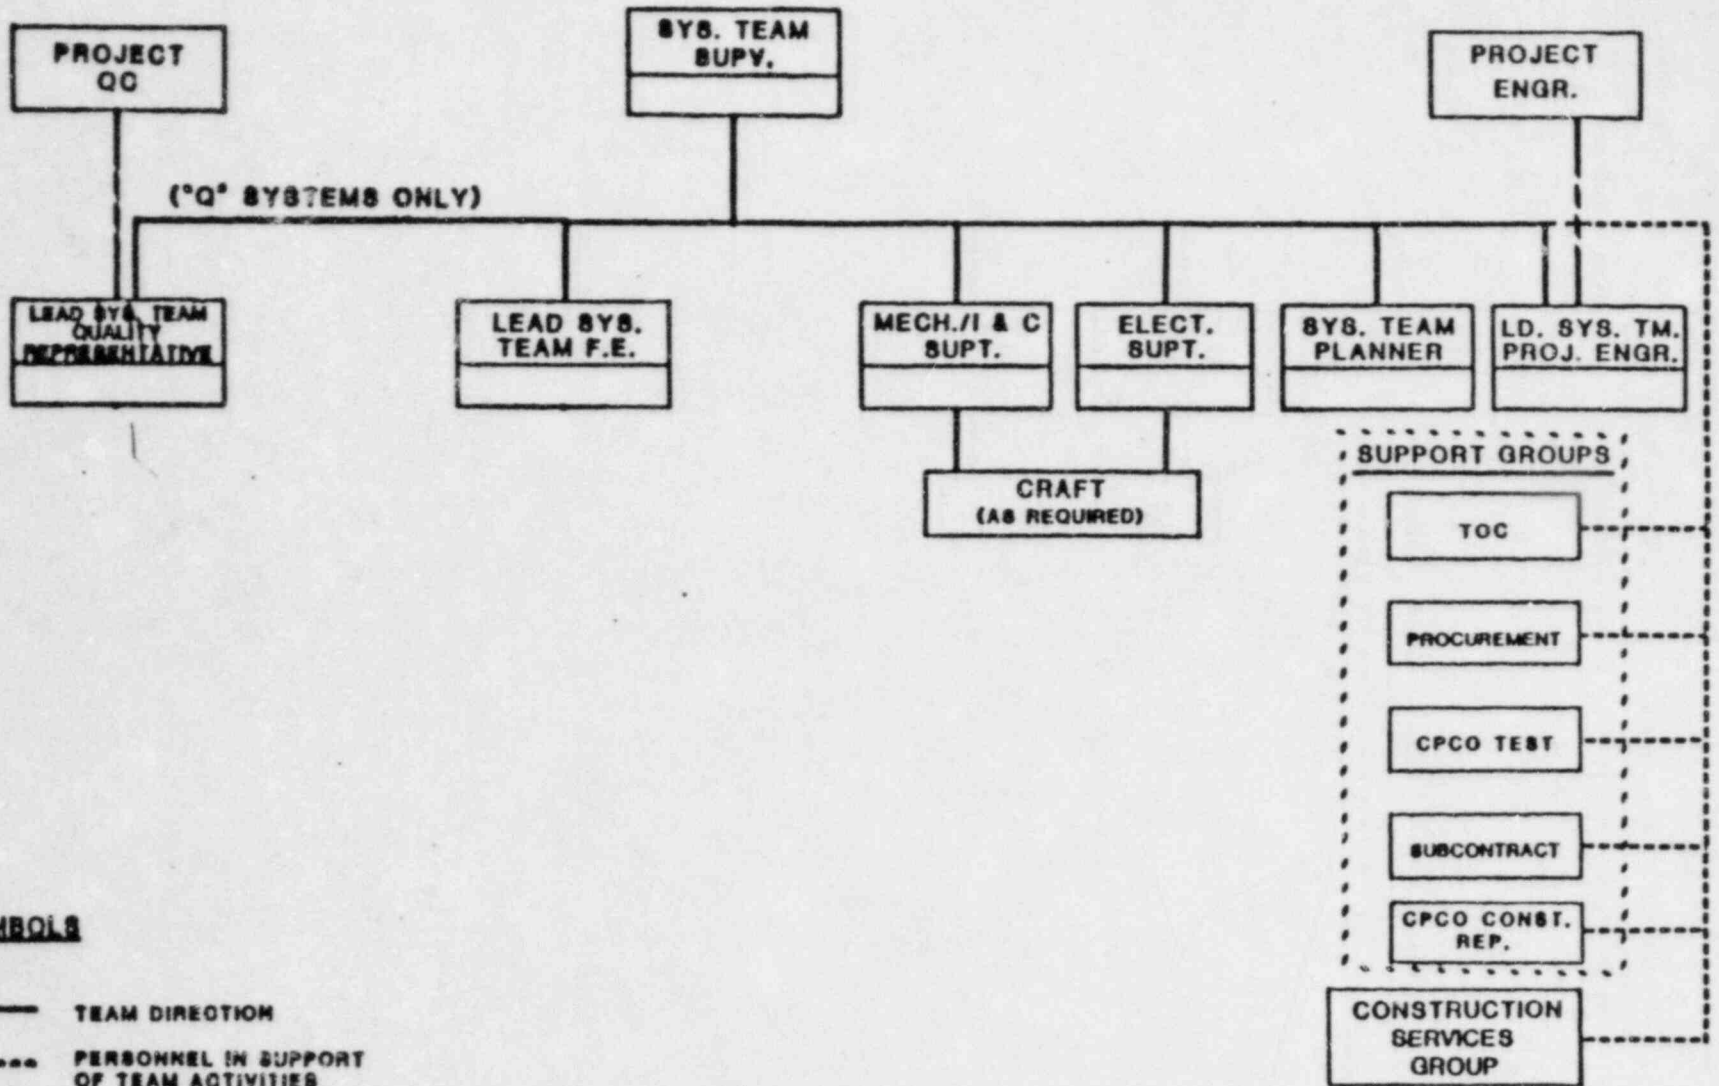 PROJECT
QC
SYS. TEAM
SUPV.
PROJECT
ENGR.
("Q" SYSTEMS ONLY)
LEAD SYS. TEAM
QUALITY
REPRESENTATIVE
LEAD SYS.
TEAM F.E.
MECH./I & C
SUPT.
ELECT.
SUPT.
SYS. TEAM
PLANNER
LD. SYS. TM.
PROJ. ENGR.
CRAFT
(AS REQUIRED)
SUPPORT GROUPS
TOC
PROCUREMENT
CPCO TEST
SUBCONTRACT
CPCO CONST.
REP.
CONSTRUCTION
SERVICES
GROUP
MBOLS
TEAM DIRECTION
PERSONNEL IN SUPPORT
OF TEAM ACTIVITIES